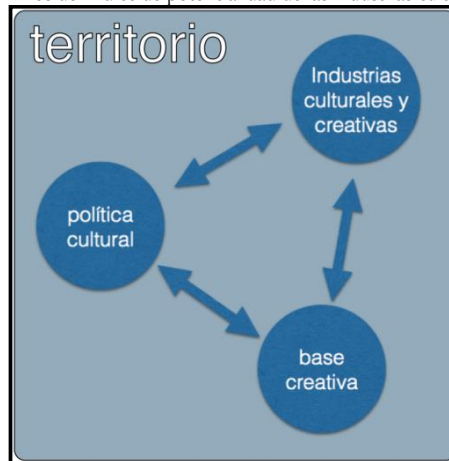 territorio
Industrias
culturales y
creativas
política
cultural
base
creativa